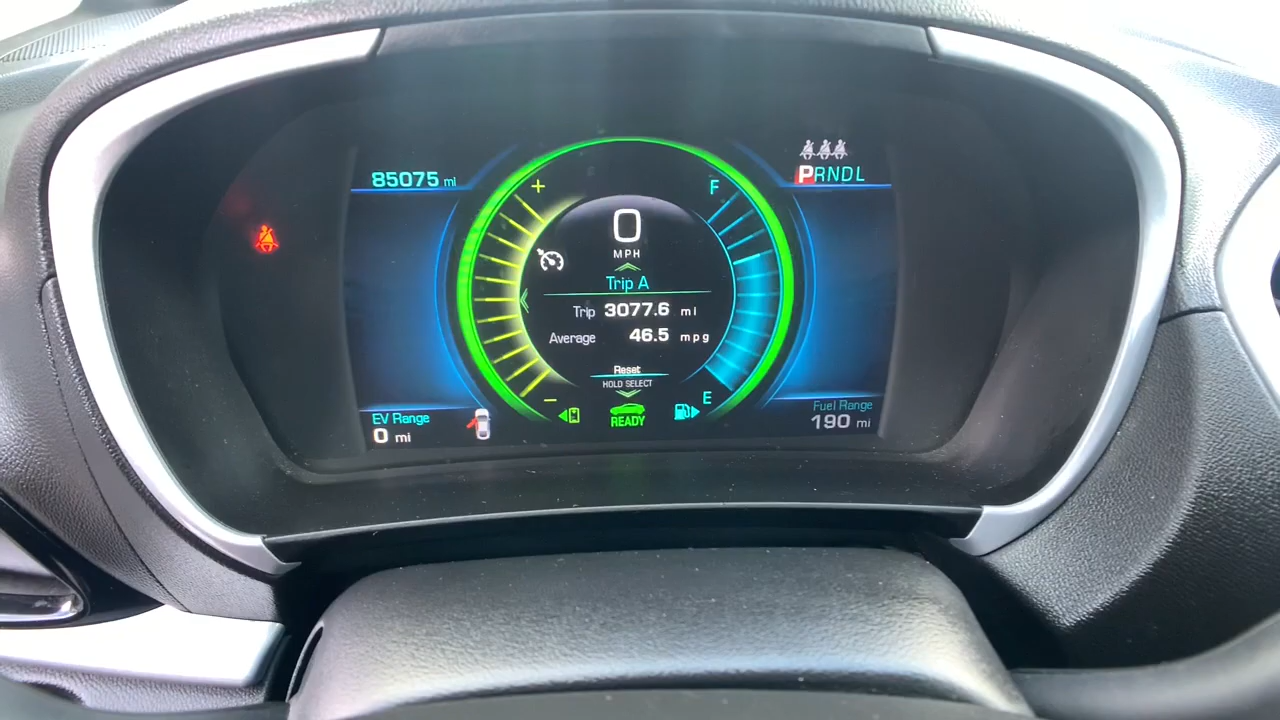 85075 mi
PRNDL
+
F
0
MPH
Trip A
Trip 3077.6 mi
Average 46.5 mpg
Reset
HOLD SELECT
−
E
READY
EV Range
0 mi
Fuel Range
190 mi